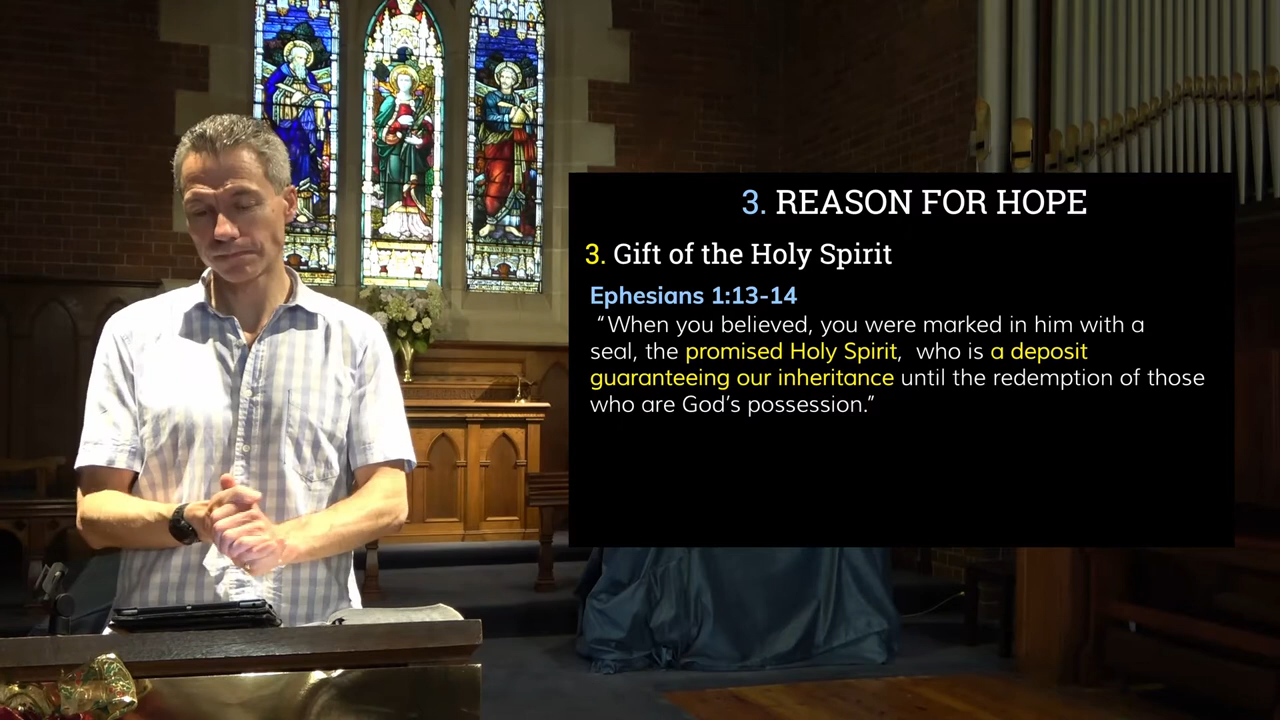 3. REASON FOR HOPE
3. Gift of the Holy Spirit
Ephesians 1:13-14
“When you believed, you were marked in him with a
seal, the promised Holy Spirit, who is a deposit
guaranteeing our inheritance until the redemption of those
who are God’s possession.”